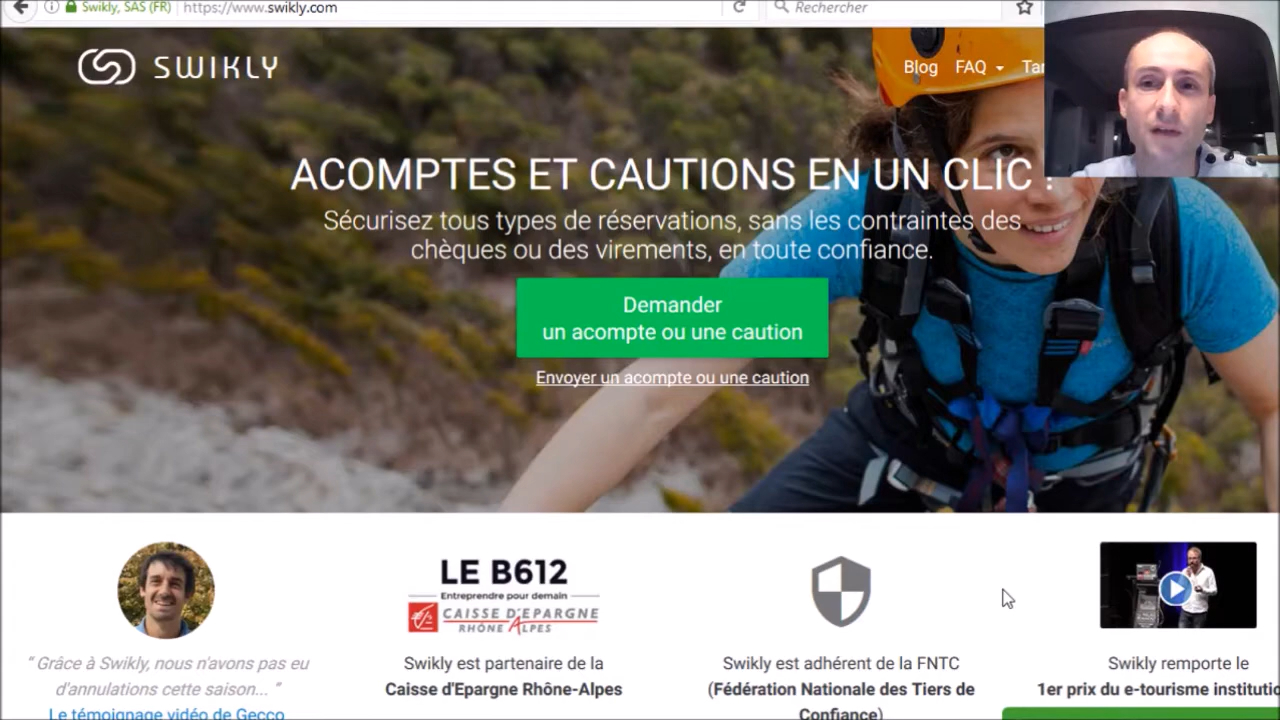 Swikly, SAS (FR)
https://www.swikly.com
Rechercher
SWIKLY
Blog
FAQ
ACOMPTES ET CAUTIONS EN UN CLIC !
Sécurisez tous types de réservations, sans les contraintes des
chèques ou des virements, en toute confiance.
Demander
un acompte ou une caution
Envoyer un acompte ou une caution
LE B612
Entreprendre pour demain
CAISSE D'EPARGNE
RHÔNE ALPES
“ Grâce à Swikly, nous n'avons pas eu
d'annulations cette saison... ”
Le témoignage vidéo de Gecco
Swikly est partenaire de la
Caisse d'Epargne Rhône-Alpes
Swikly est adhérent de la FNTC
(Fédération Nationale des Tiers de
Confiance)
Swikly remporte le
1er prix du e-tourisme